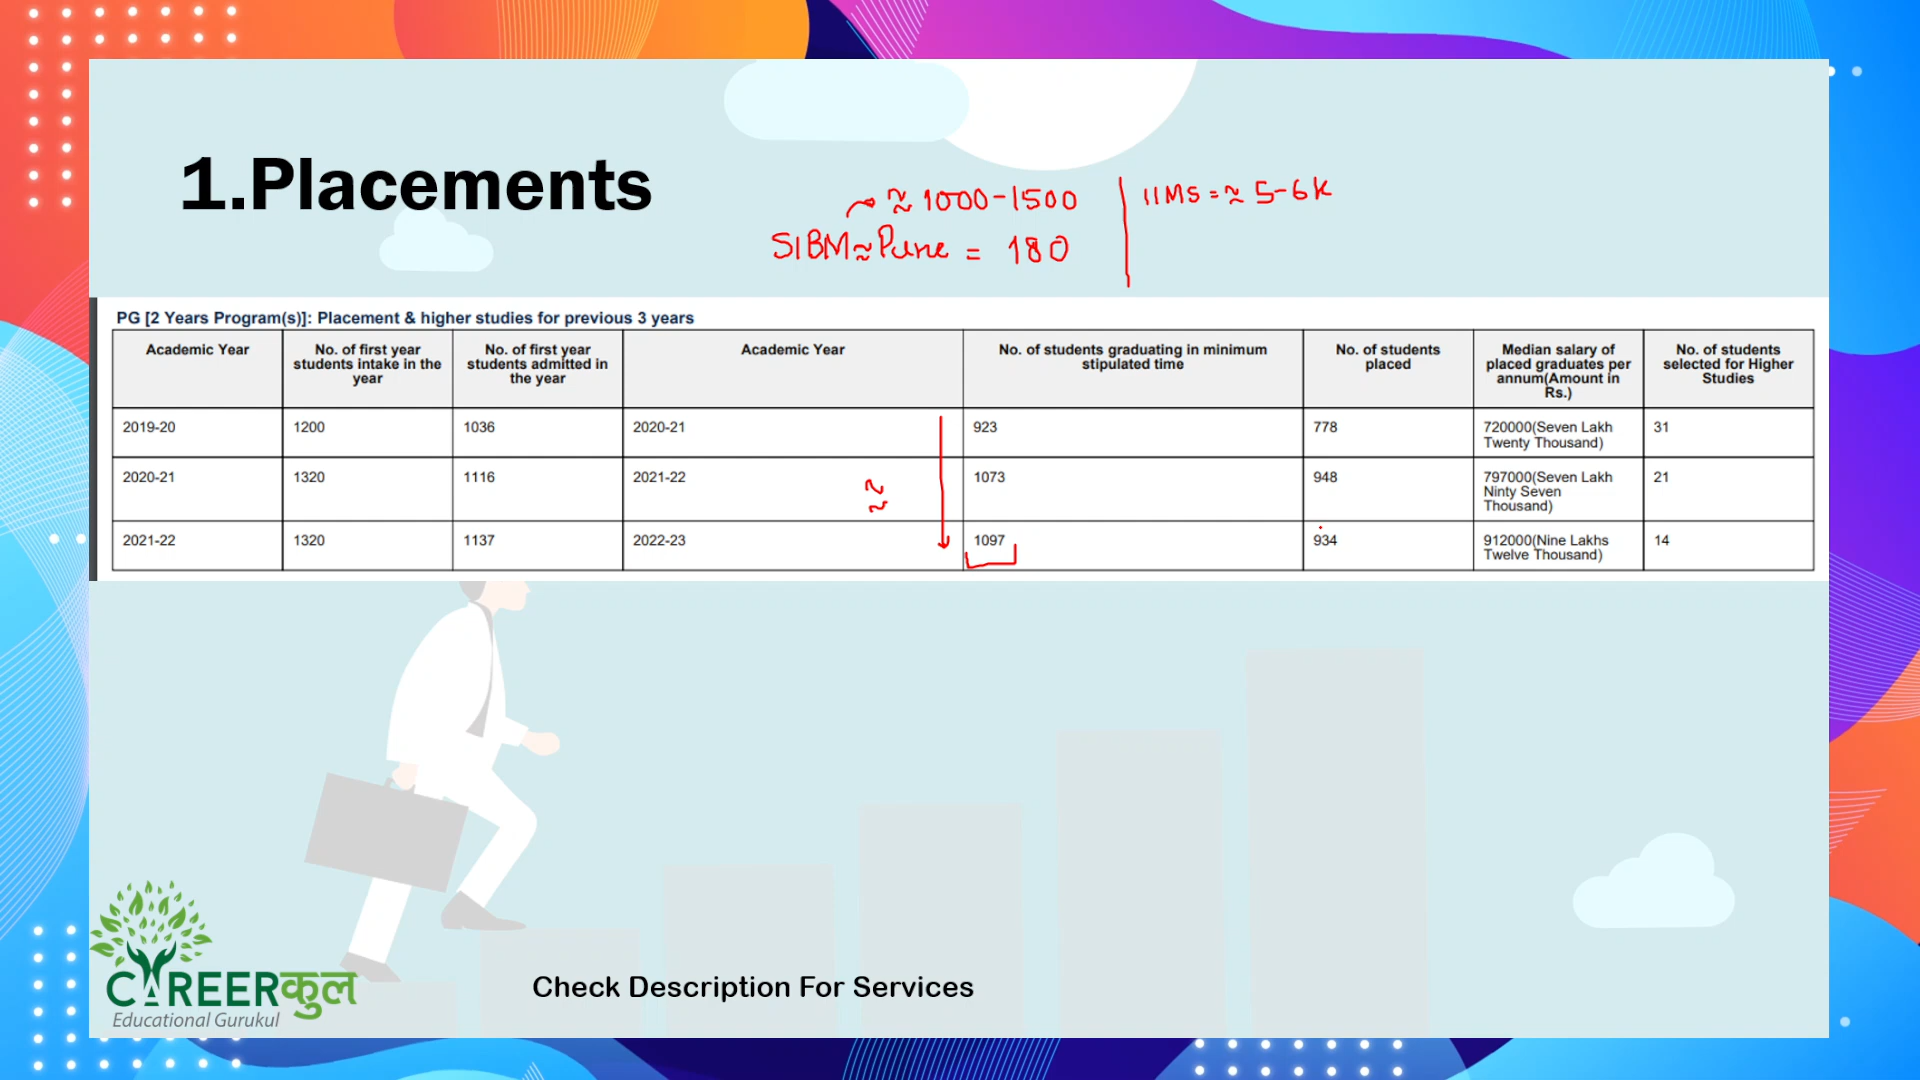 1.Placements
≈ 1000-1500
IIMs = ≈ 5-6K
SIBM ≈ Pune = 180
PG [2 Years Program(s)]: Placement & higher studies for previous 3 years
Academic Year
No. of first year
students intake in the
year
No. of first year
students admitted in
the year
Academic Year
No. of students graduating in minimum
stipulated time
No. of students
placed
Median salary of
placed graduates per
annum(Amount in
Rs.)
No. of students
selected for Higher
Studies
2019-20
1200
1036
2020-21
923
778
720000(Seven Lakh
Twenty Thousand)
31
2020-21
1320
1116
2021-22
≈
1073
948
797000(Seven Lakh
Ninty Seven
Thousand)
21
2021-22
1320
1137
2022-23
1097
934
912000(Nine Lakhs
Twelve Thousand)
14
CAREERकुल
Educational Gurukul
Check Description For Services